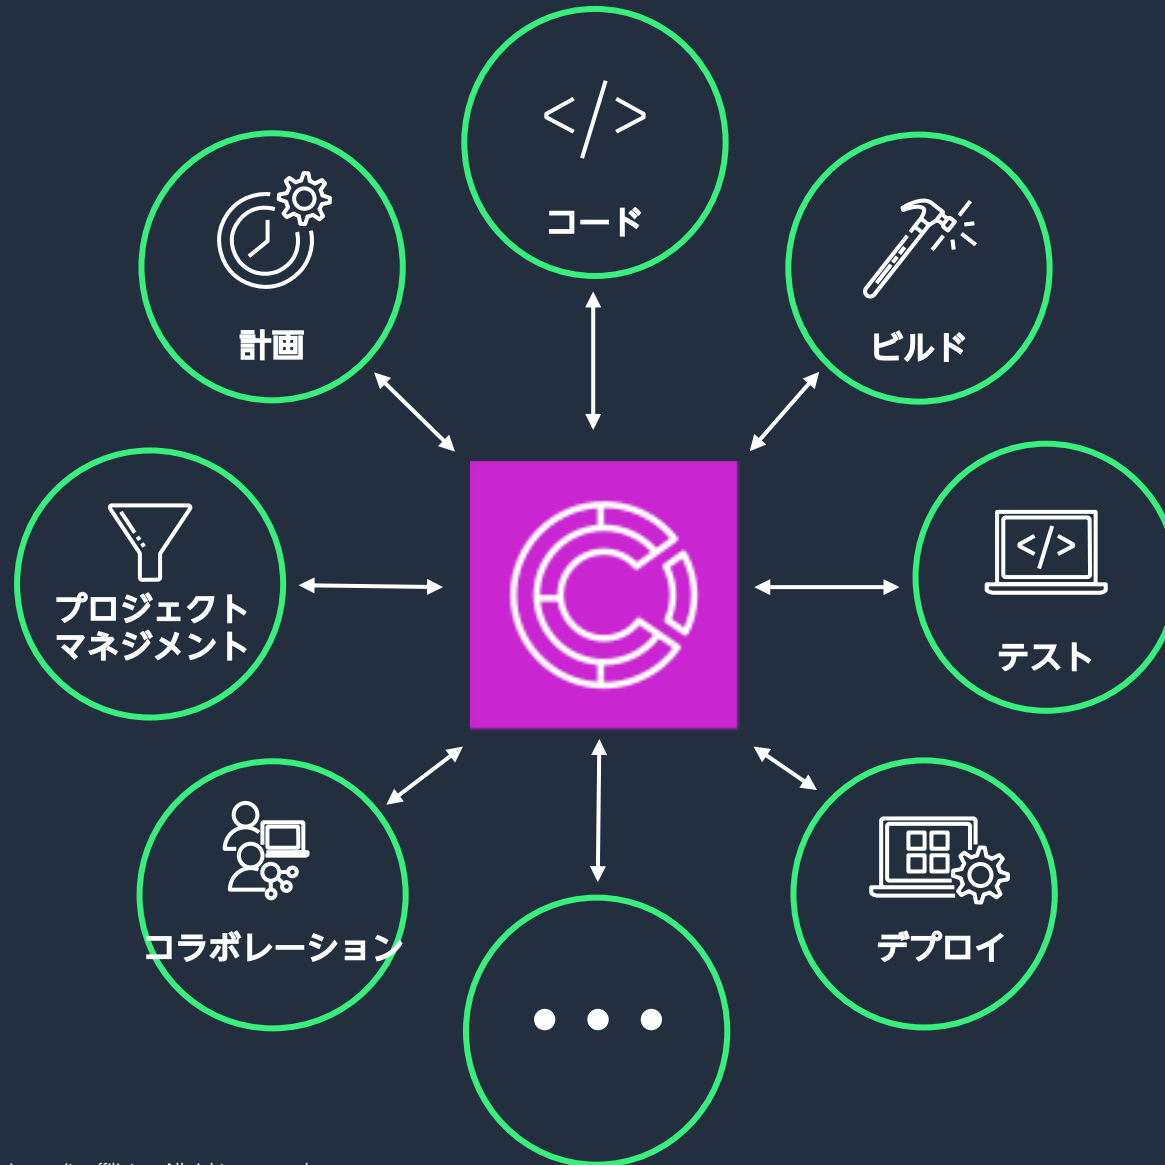 コード
計画
ビルド
プロジェクト
マネジメント
テスト
コラボレーション
デプロイ